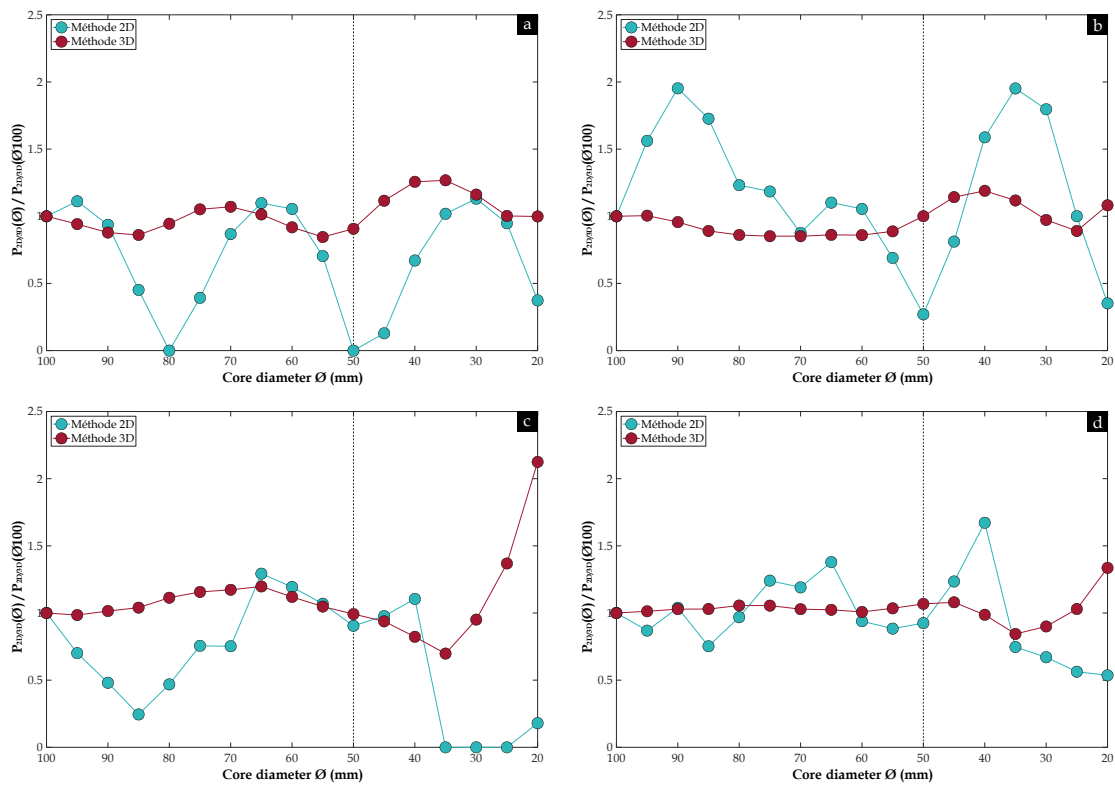 a
Méthode 2D
Méthode 3D
2.5
2
1.5
1
0.5
0
P2D/3D(Ø) / P2D/3D(Ø100)
100 90 80 70 60 50 40 30 20
Core diameter Ø (mm)
b
Méthode 2D
Méthode 3D
2.5
2
1.5
1
0.5
0
P2D/3D(Ø) / P2D/3D(Ø100)
100 90 80 70 60 50 40 30 20
Core diameter Ø (mm)
c
Méthode 2D
Méthode 3D
2.5
2
1.5
1
0.5
0
P2D/3D(Ø) / P2D/3D(Ø100)
100 90 80 70 60 50 40 30 20
Core diameter Ø (mm)
d
Méthode 2D
Méthode 3D
2.5
2
1.5
1
0.5
0
P2D/3D(Ø) / P2D/3D(Ø100)
100 90 80 70 60 50 40 30 20
Core diameter Ø (mm)